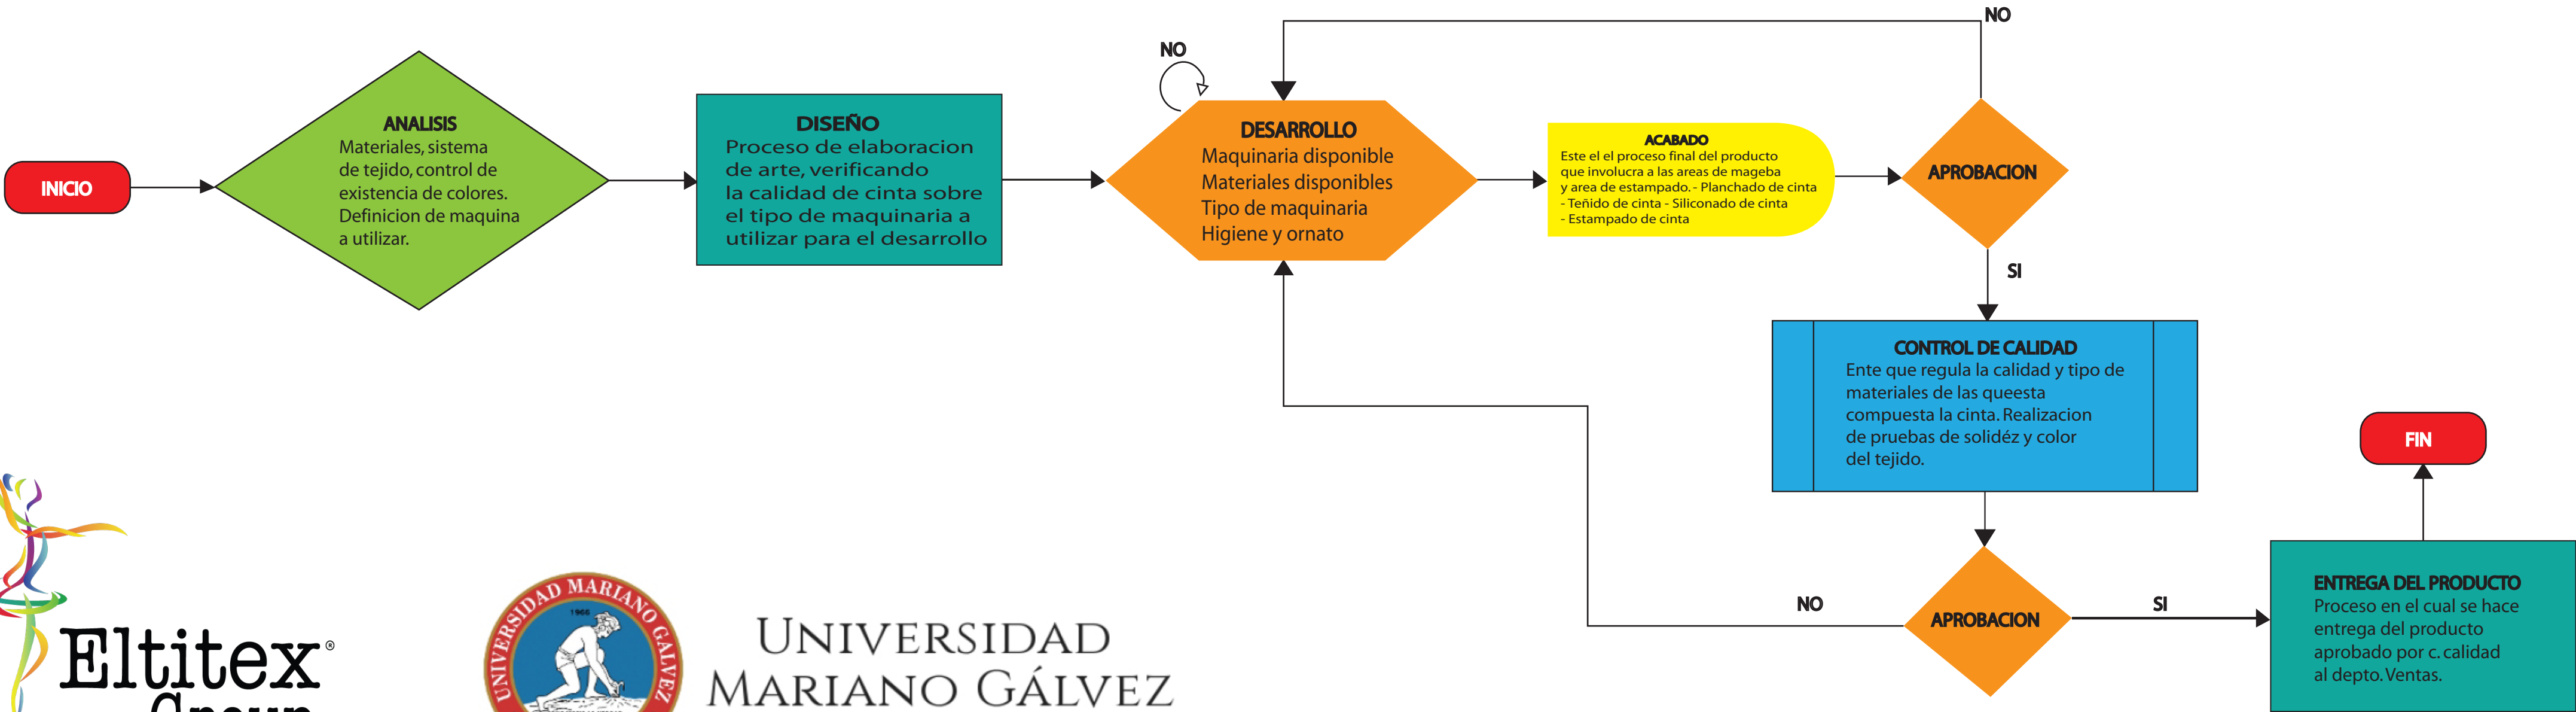 INICIO
ANALISIS
Materiales, sistema
de tejido, control de
existencia de colores.
Definicion de maquina
a utilizar.
DISEÑO
Proceso de elaboracion
de arte, verificando
la calidad de cinta sobre
el tipo de maquinaria a
utilizar para el desarrollo
NO
DESARROLLO
Maquinaria disponible
Materiales disponibles
Tipo de maquinaria
Higiene y ornato
ACABADO
Este el el proceso final del producto
que involucra a las areas de mageba
y area de estampado. - Planchado de cinta
- Teñido de cinta - Siliconado de cinta
- Estampado de cinta
NO
APROBACION
SI
CONTROL DE CALIDAD
Ente que regula la calidad y tipo de
materiales de las queesta
compuesta la cinta. Realizacion
de pruebas de solidéz y color
del tejido.
APROBACION
NO
SI
ENTREGA DEL PRODUCTO
Proceso en el cual se hace
entrega del producto
aprobado por c. calidad
al depto. Ventas.
FIN
Eltitex®
Group
UNIVERSIDAD MARIANO GALVEZ
1966
UNIVERSIDAD
MARIANO GÁLVEZ